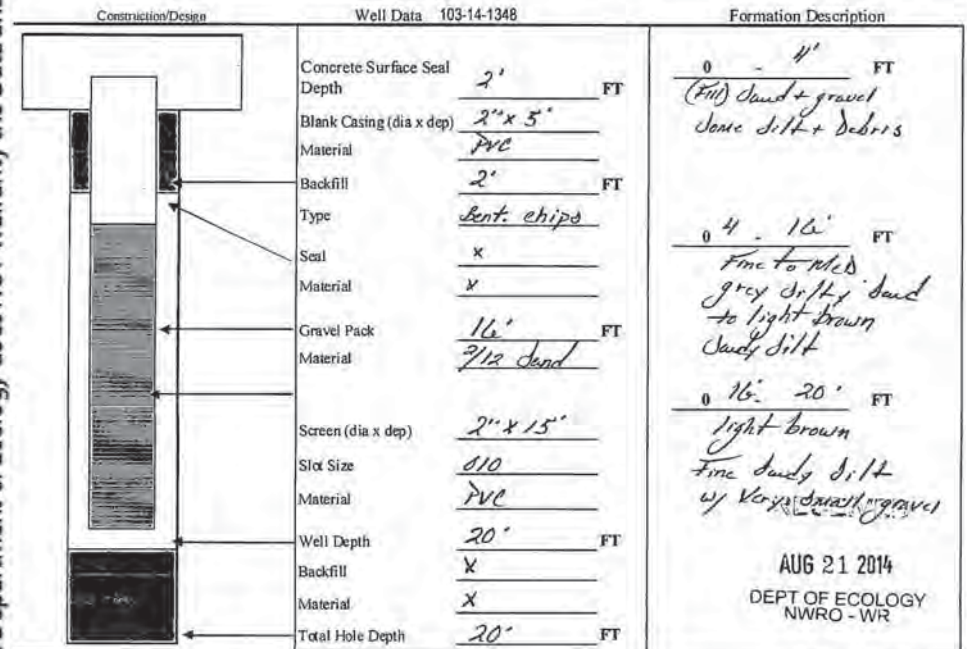 Construction/Design
Well Data 103-14-1348
Formation Description
Concrete Surface Seal
Depth 2' FT
Blank Casing (dia x dep) 2" x 5'
Material PVC
Backfill 2' FT
Type Bent. chips
Seal x
Material x
Gravel Pack 16' FT
Material 2/12 Sand
Screen (dia x dep) 2" x 15'
Slot Size 010
Material PVC
Well Depth 20' FT
Backfill x
Material x
Total Hole Depth 20' FT
0 - 4' FT
(Fill) Sand + gravel
Some Silt + Debris
0 4 - 16' FT
Fine to Med
grey Silty Sand
to light brown
Sandy Silt
0 16' - 20' FT
light brown
Fine Sandy Silt
w/ Very Small gravel
AUG 21 2014
DEPT OF ECOLOGY
NWRO - WR